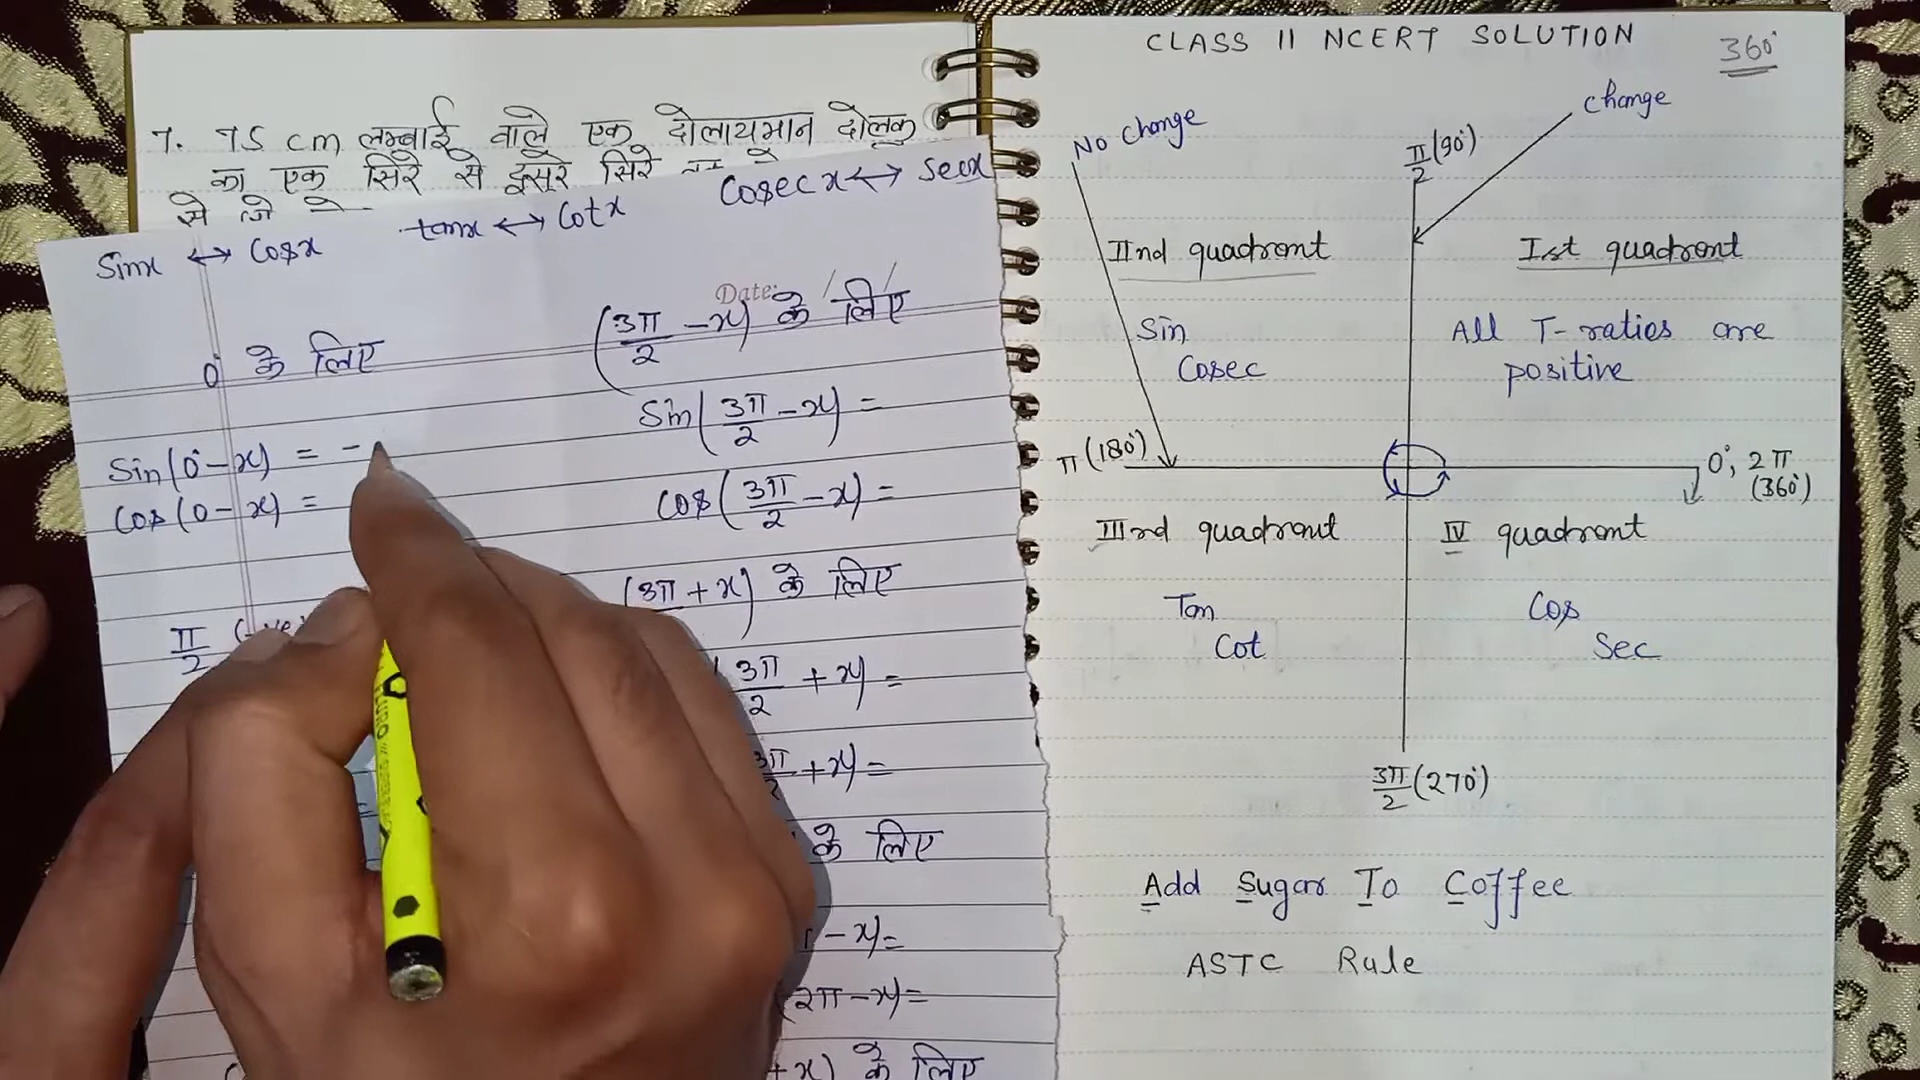 7. 75 cm लम्बाई वाले एक दोलायमान दोलक
का एक सिरे से दूसरे सिरे
से जो
Sinx ↔ Cosx
tanx ↔ Cotx
Cosec x ↔ Secx
Date: / /
0° के लिए
Sin(0°-x) = -
Cos(0-x) =
π/2
(3π/2 -x) के लिए
Sin(3π/2 -x) =
Cos(3π/2 -x) =
(3π + x) के लिए
3π/2 + x) =
3π/2 +x) =
के लिए
-x)=
(2π-x)=
+x) के लिए
CLASS 11 NCERT SOLUTION
360°
No change
change
π/2 (90°)
IInd quadrant
Ist quadrant
Sin
Cosec
All T-ratios are
positive
π (180°)
0°, 2π
(360°)
IIIrd quadrant
IV quadrant
Tan
Cot
Cos
Sec
3π/2 (270°)
Add Sugar To Coffee
ASTC Rule